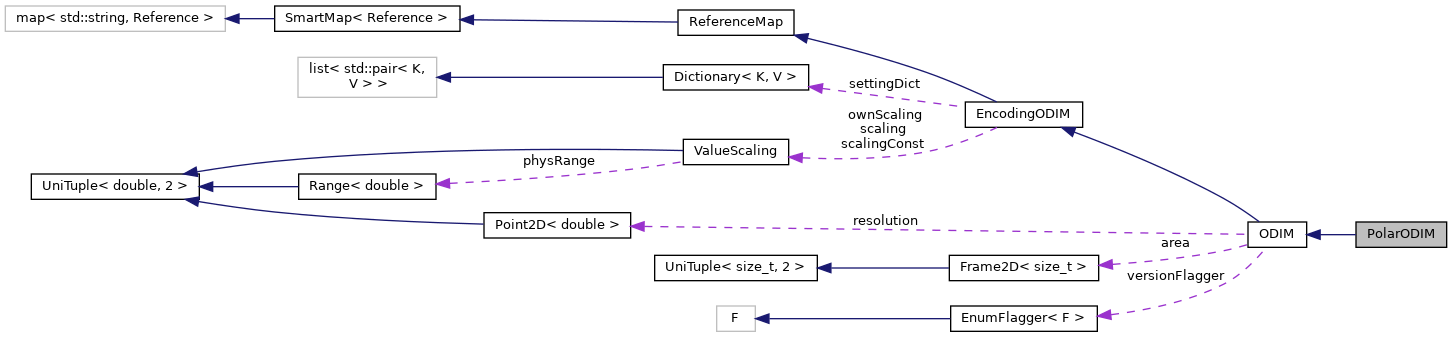 map< std::string, Reference >
SmartMap< Reference >
ReferenceMap
list< std::pair< K,
V > >
Dictionary< K, V >
settingDict
EncodingODIM
ownScaling
scaling
scalingConst
ValueScaling
physRange
UniTuple< double, 2 >
Range< double >
Point2D< double >
resolution
ODIM
PolarODIM
area
UniTuple< size_t, 2 >
Frame2D< size_t >
versionFlagger
F
EnumFlagger< F >